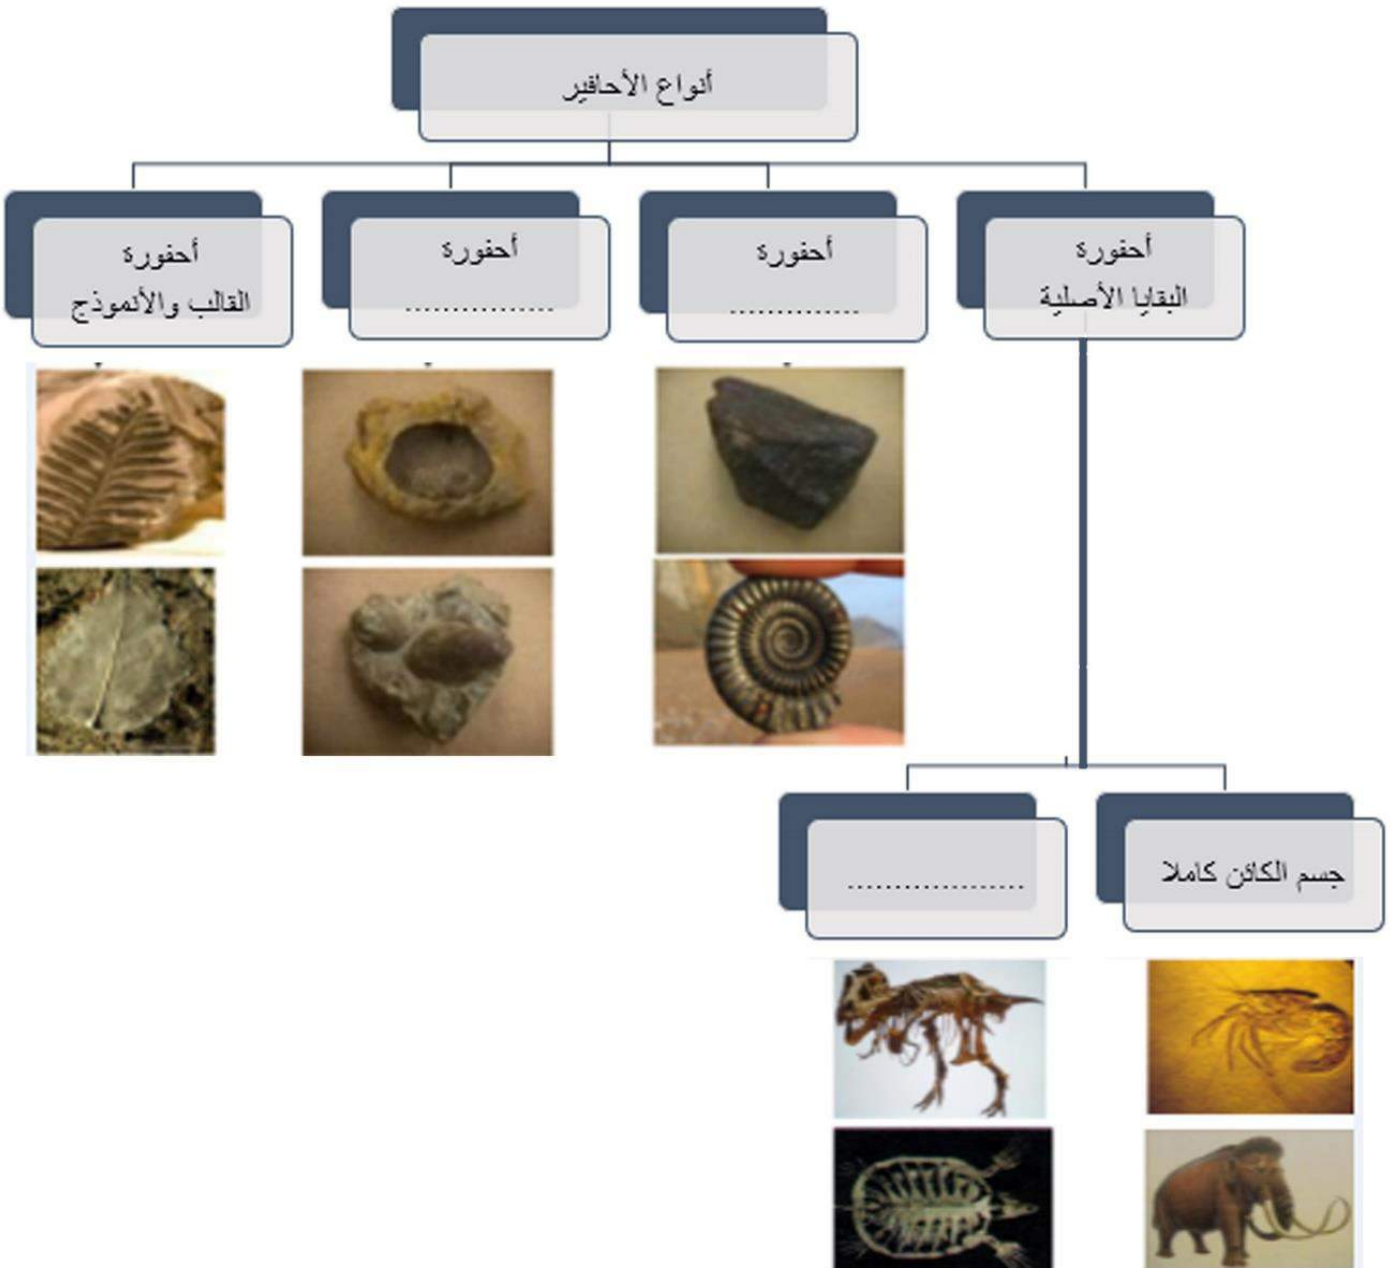 أنواع الأحافير
أحفورة
البقايا الأصلية
أحفورة
..............
أحفورة
................
أحفورة
القالب والأنموذج
جسم الكائن كاملا
...................